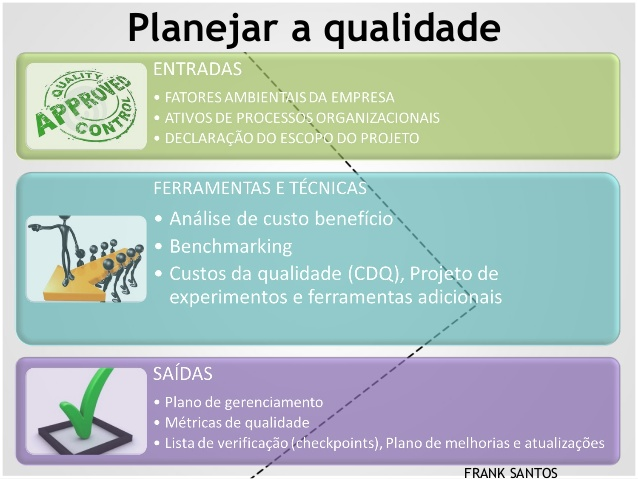 Planejar a qualidade
ENTRADAS
QUALITY
APPROVED
CONTROL
• FATORES AMBIENTAIS DA EMPRESA
• ATIVOS DE PROCESSOS ORGANIZACIONAIS
• DECLARAÇÃO DO ESCOPO DO PROJETO
FERRAMENTAS E TÉCNICAS
• Análise de custo benefício
• Benchmarking
• Custos da qualidade (CDQ), Projeto de
experimentos e ferramentas adicionais
SAÍDAS
• Plano de gerenciamento
• Métricas de qualidade
• Lista de verificação (checkpoints), Plano de melhorias e atualizações
FRANK SANTOS